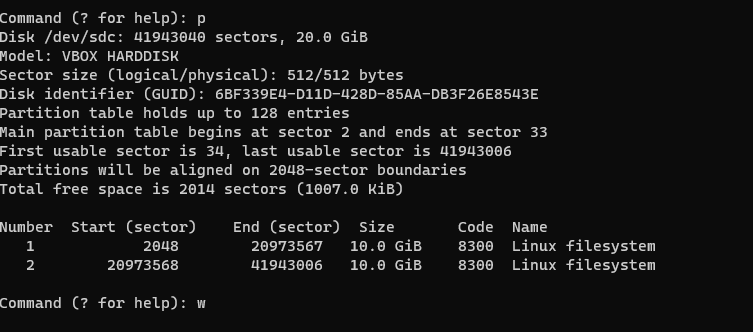 Command (? for help): p
Disk /dev/sdc: 41943040 sectors, 20.0 GiB
Model: VBOX HARDDISK
Sector size (logical/physical): 512/512 bytes
Disk identifier (GUID): 6BF339E4-D11D-428D-85AA-DB3F26E8543E
Partition table holds up to 128 entries
Main partition table begins at sector 2 and ends at sector 33
First usable sector is 34, last usable sector is 41943006
Partitions will be aligned on 2048-sector boundaries
Total free space is 2014 sectors (1007.0 KiB)
Number  Start (sector)    End (sector)  Size       Code  Name
   1            2048        20973567   10.0 GiB    8300  Linux filesystem
   2        20973568        41943006   10.0 GiB    8300  Linux filesystem
Command (? for help): w